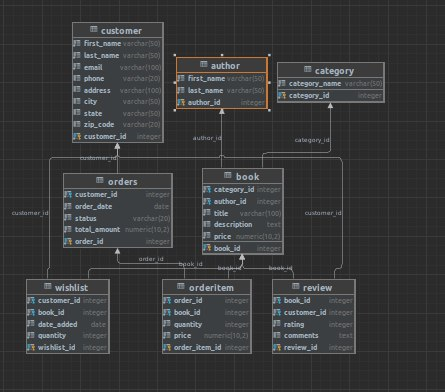 customer
first_name varchar(50)
last_name varchar(50)
email varchar(100)
phone varchar(20)
address varchar(100)
city varchar(50)
state varchar(50)
zip_code varchar(20)
customer_id integer
author
first_name varchar(50)
last_name varchar(50)
author_id integer
category
category_name varchar(50)
category_id integer
author_id
category_id
customer_id
orders
customer_id integer
order_date date
status varchar(20)
total_amount numeric(10,2)
order_id integer
book
category_id integer
author_id integer
title varchar(100)
description text
price numeric(10,2)
book_id integer
customer_id
customer_id
order_id
book_id
book_id
book_id
wishlist
customer_id integer
book_id integer
date_added date
quantity integer
wishlist_id integer
orderitem
order_id integer
book_id integer
quantity integer
price numeric(10,2)
order_item_id integer
review
book_id integer
customer_id integer
rating integer
comments text
review_id integer